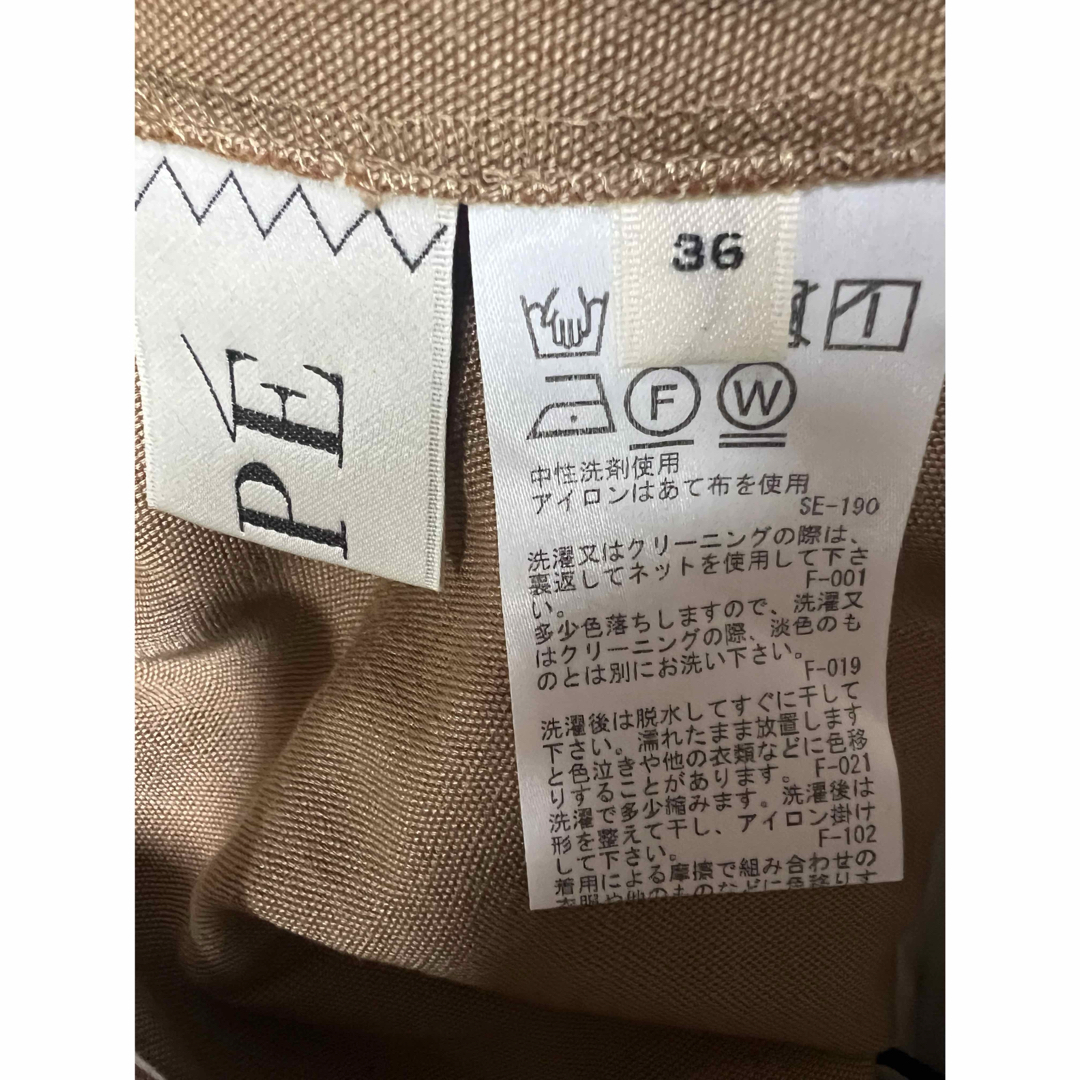 PÉ
36
F W
中性洗剤使用
アイロンはあて布を使用
SE-190
洗濯又はクリーニングの際は、
裏返してネットを使用して下さ
い。
F-001
多少色落ちしますので、洗濯又
はクリーニングの際、淡色のも
のとは別にお洗い下さい。
F-019
洗濯後は脱水してすぐに干して
下さい。濡れたまま放置します
と色泣きや他の衣類などに色移
りすることがあります。
F-021
洗濯で多少縮みます。洗濯後は
形を整えて干し、アイロン掛け
して下さい。
F-102
着用による摩擦で組み合わせの